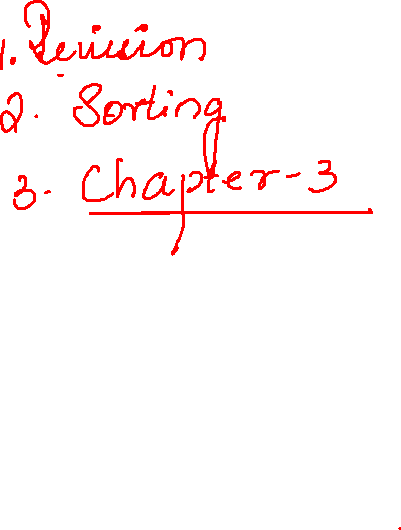 1. Revision
2. Sorting
3. Chapter-3